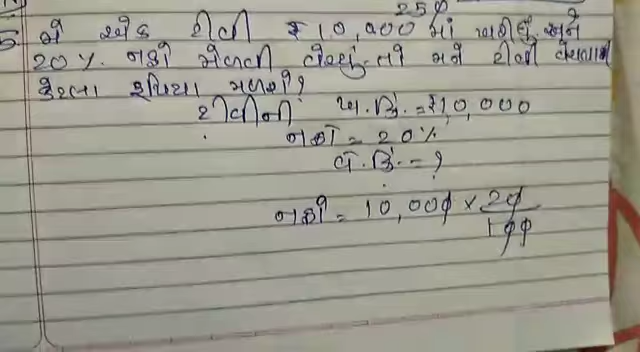 250
5. મેં એક ટીવી ₹ 10,000 માં ખરીદ્યું અને
20% નફો મેળવી વેચ્યું તો મને ટીવી વેચતા
કેટલા રૂપિયા મળશે?
ટીવીની ખ.કિં. = ₹10,000
નફો = 20%
વે.કિં. = ?
નફો = 10,000 × 20/100